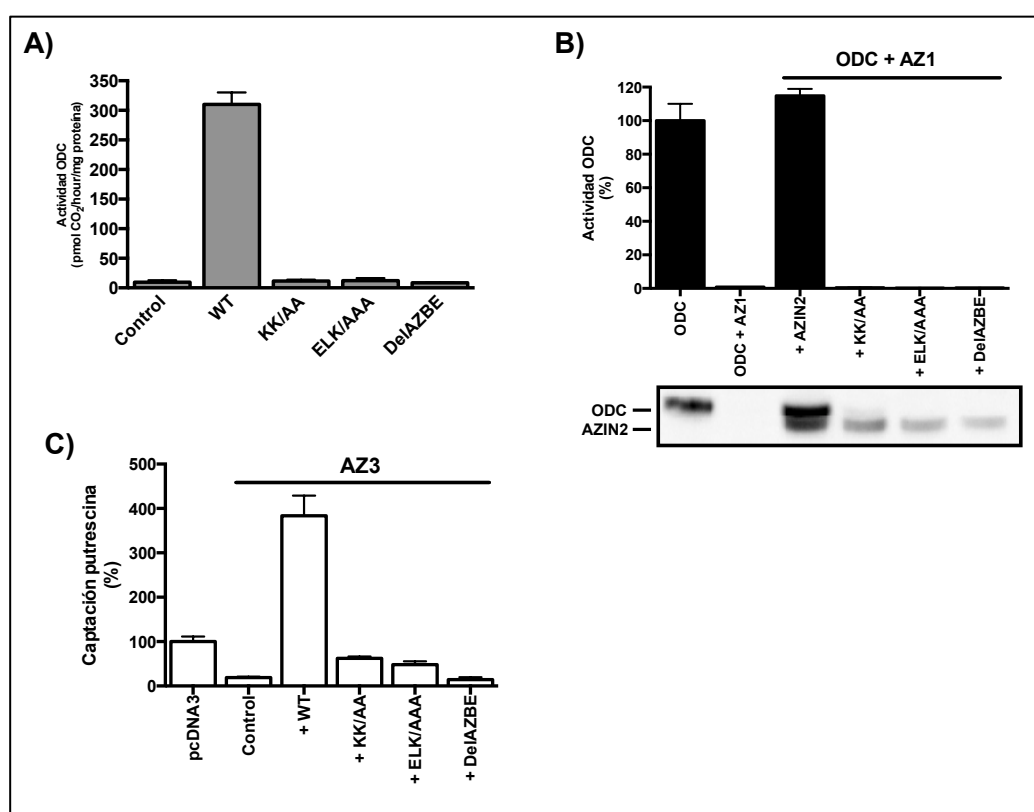 A)
Actividad ODC
(pmol CO2/hour/mg proteína)
350
300
250
200
150
100
50
0
Control
WT
KK/AA
ELK/AAA
DelAZBE
B)
ODC + AZ1
Actividad ODC
(%)
120
100
80
60
40
20
0
ODC
ODC + AZ1
+ AZIN2
+ KK/AA
+ ELK/AAA
+ DelAZBE
ODC
AZIN2
C)
AZ3
Captación putrescina
(%)
500
400
300
200
100
0
pcDNA3
Control
+ WT
+ KK/AA
+ ELK/AAA
+ DelAZBE